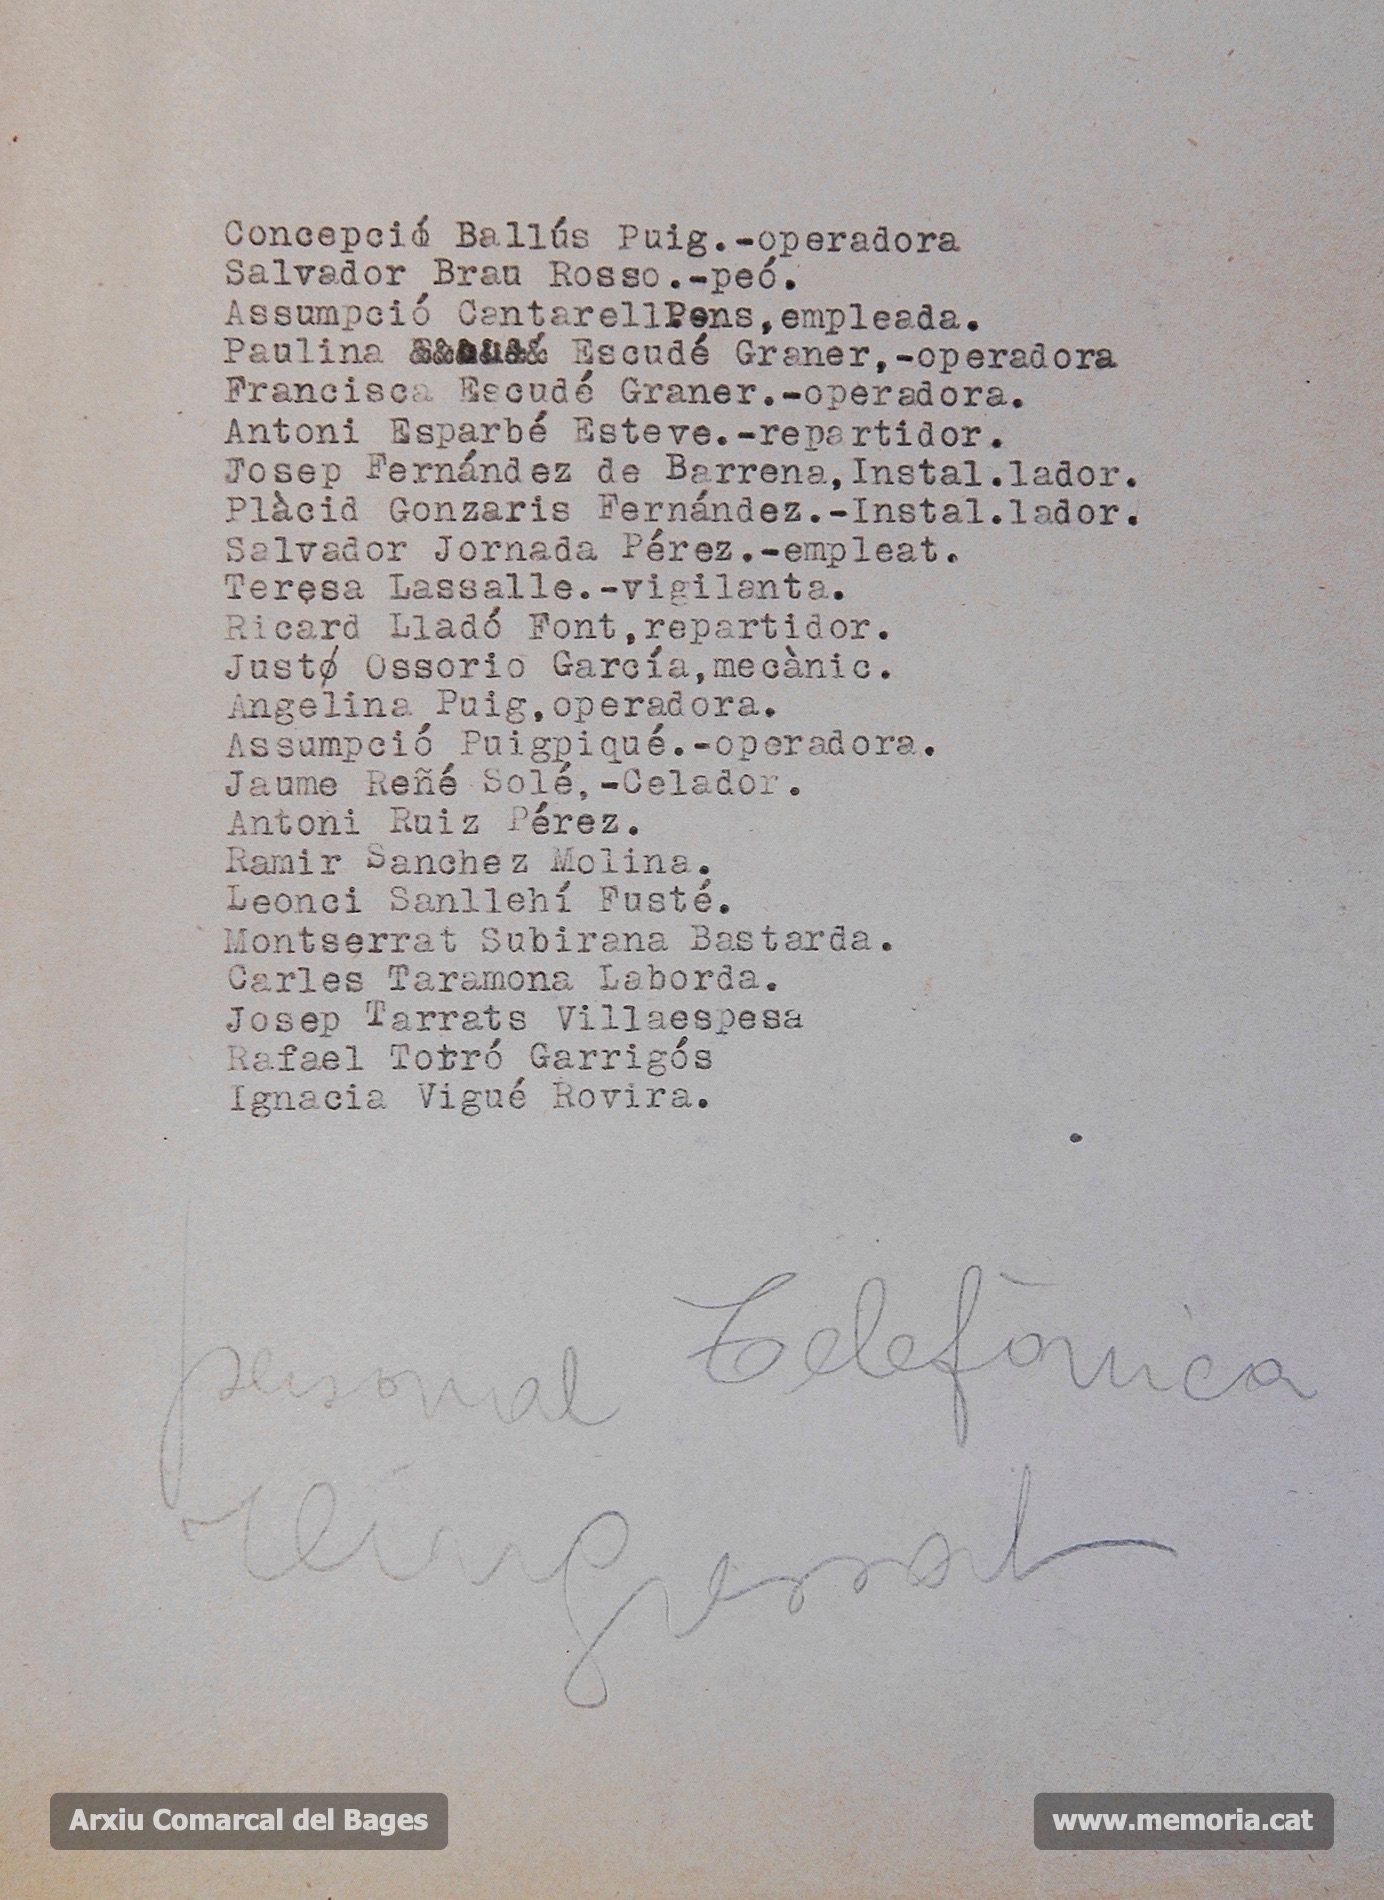 Concepció Ballús Puig.-operadora
Salvador Brau Rosso.-peó.
Assumpció CantarellPons,empleada.
Paulina Escudé Graner,-operadora
Francisca Escudé Graner.-operadora.
Antoni Esparbé Esteve.-repartidor.
Josep Fernández de Barrena,Instal.lador.
Plàcid Gonzaris Fernández.-Instal.lador.
Salvador Jornada Pérez.-empleat.
Teresa Lassalle.-vigilanta.
Ricard Lladó Font,repartidor.
Justo Ossorio García,mecànic.
Angelina Puig,operadora.
Assumpció Puigpiqué.-operadora.
Jaume Reñé Solé,-Celador.
Antoni Ruiz Pérez.
Ramir Sanchez Molina.
Leonci Sanllehí Fusté.
Montserrat Subirana Bastarda.
Carles Taramona Laborda.
Josep Tarrats Villaespesa
Rafael Totró Garrigós
Ignacia Vigué Rovira.
personal Telefònica
Arxiu Comarcal del Bages
www.memoria.cat